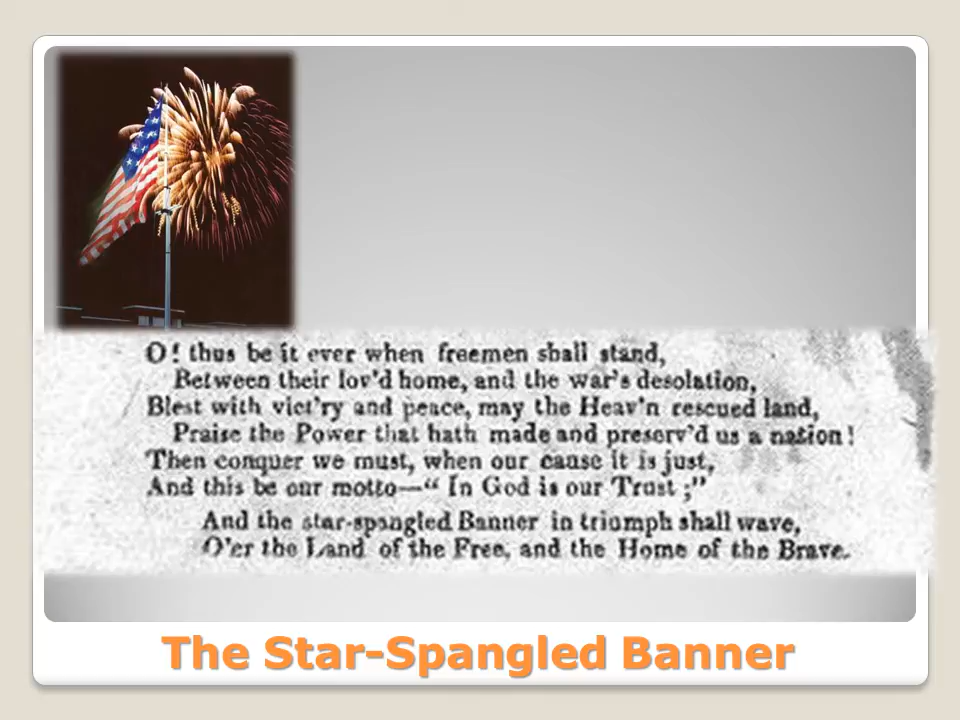 O! thus be it ever when freemen shall stand,
Between their lov'd home, and the war's desolation,
Blest with vict'ry and peace, may the Heav'n rescued land,
Praise the Power that hath made and preserv'd us a nation!
Then conquer we must, when our cause it is just,
And this be our motto—“ In God is our Trust ;”
And the star-spangled Banner in triumph shall wave,
O'er the Land of the Free, and the Home of the Brave.
The Star-Spangled Banner